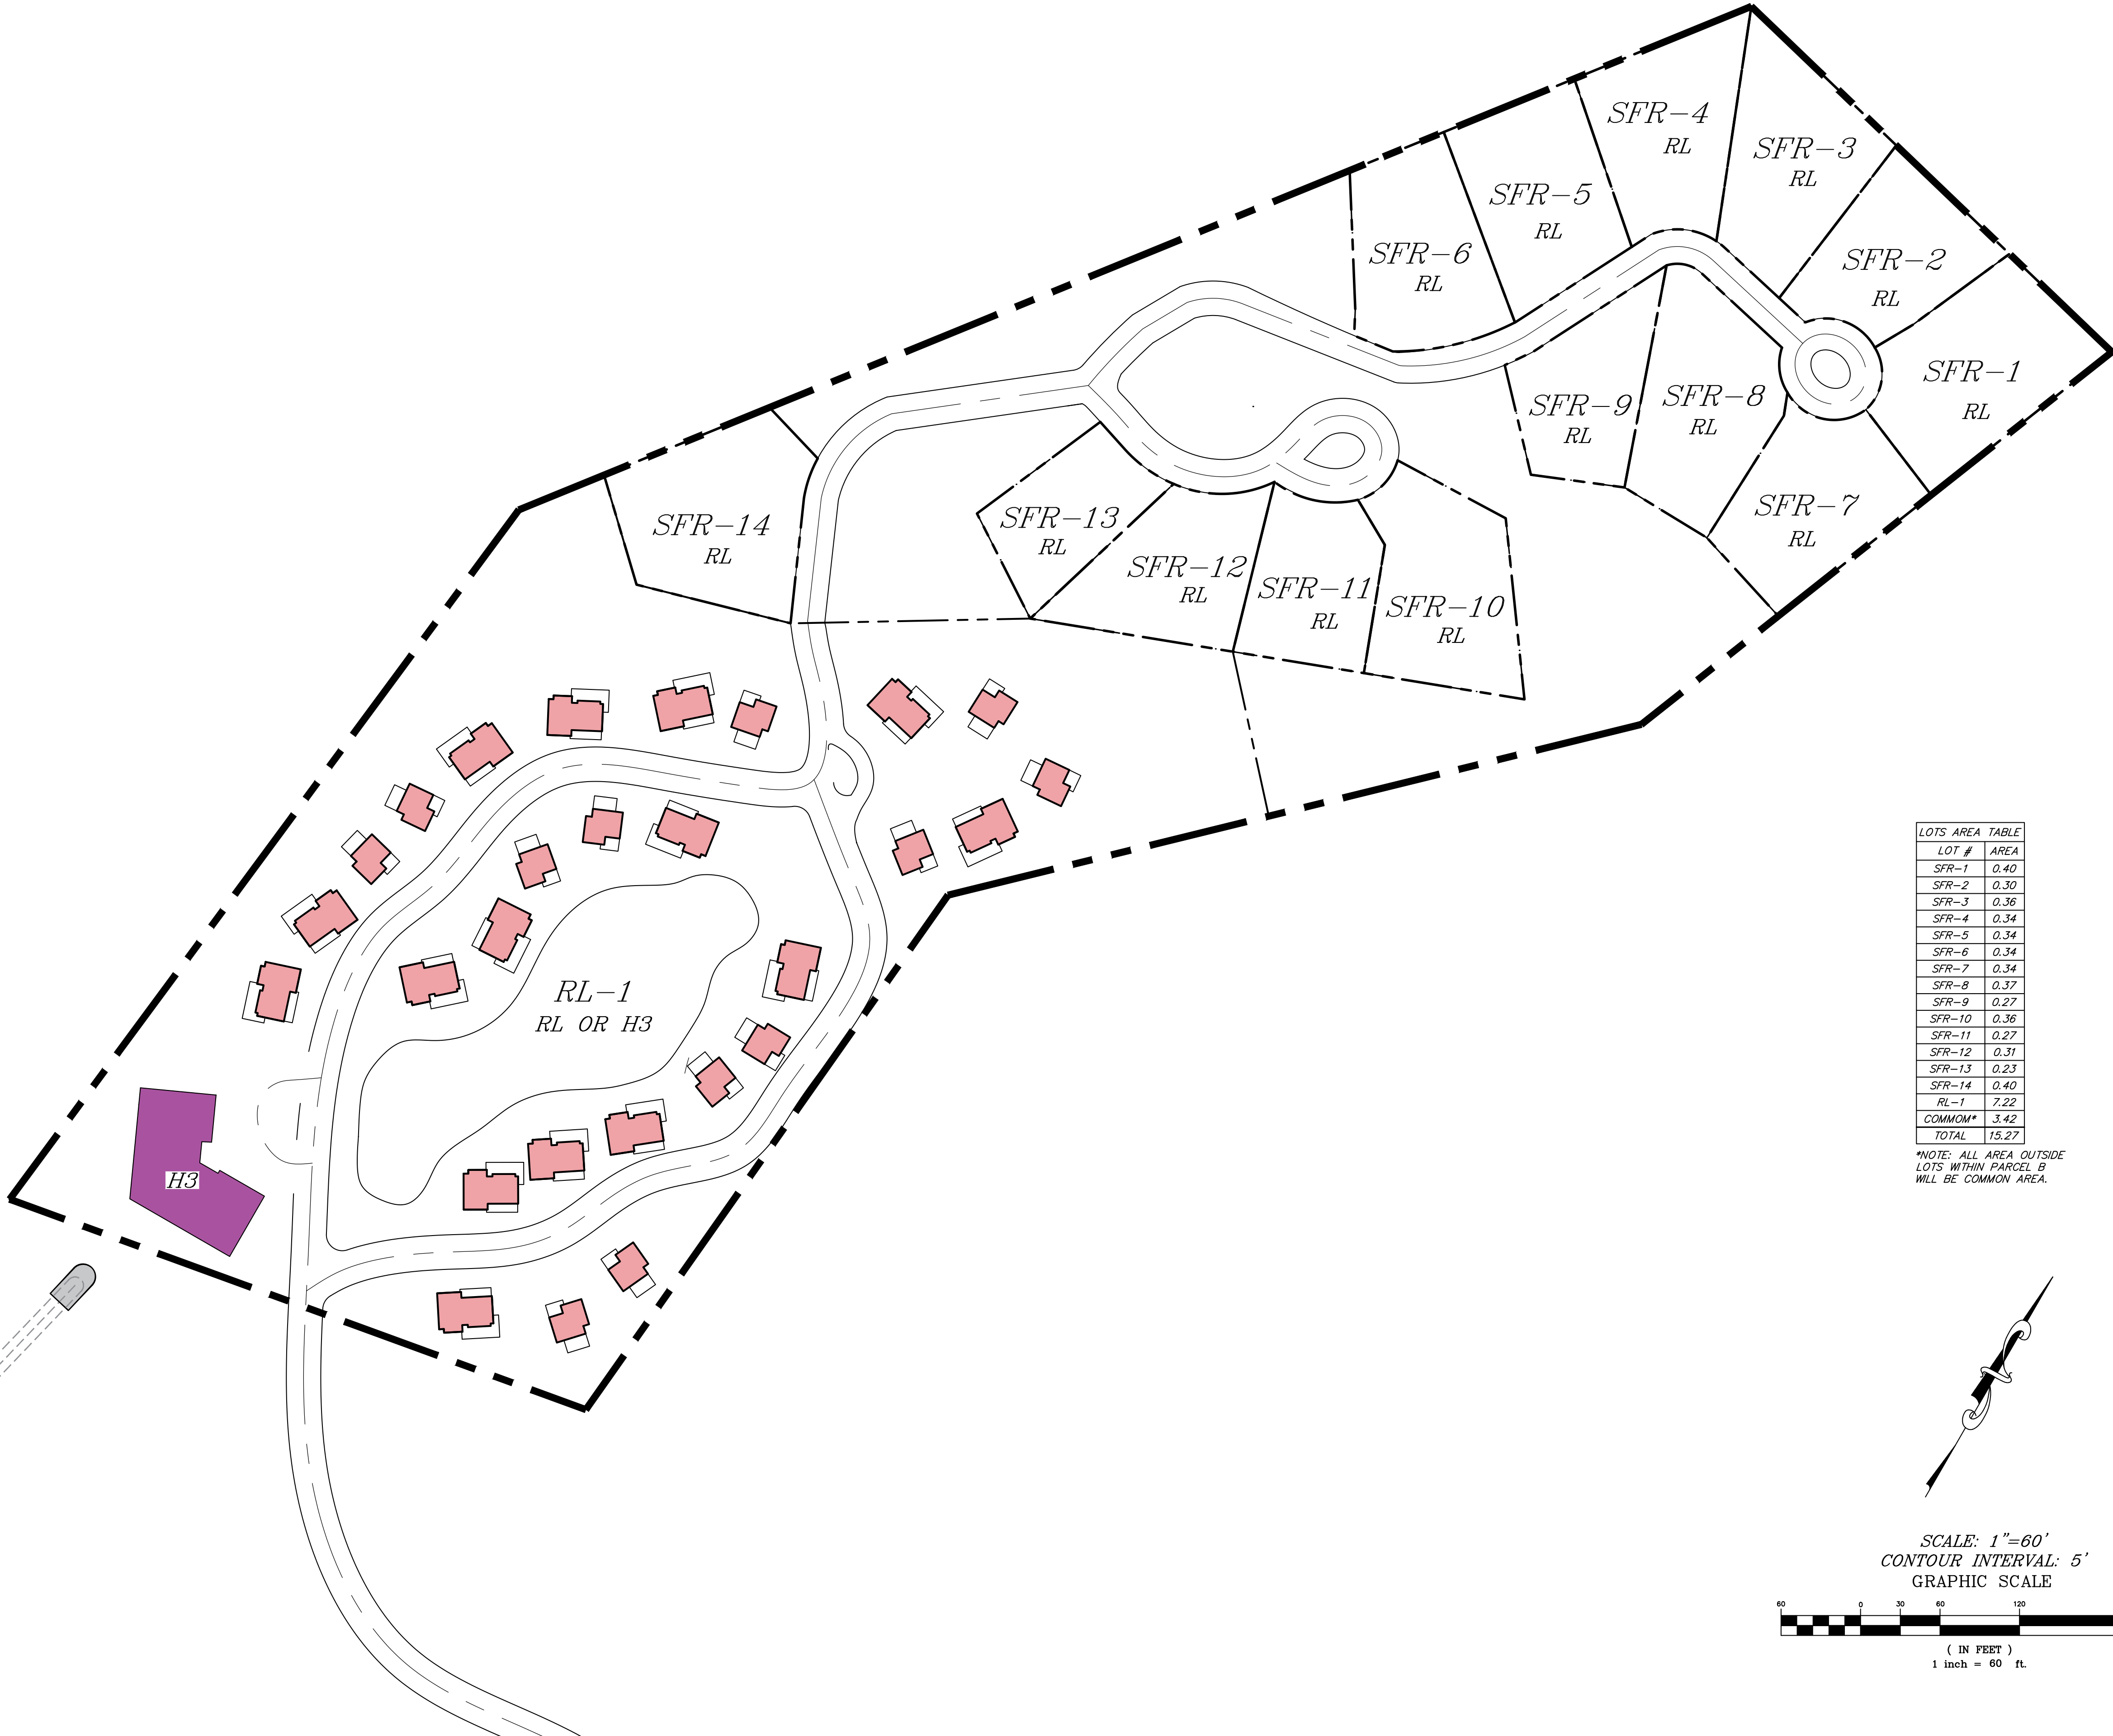 SFR-4
RL
SFR-3
RL
SFR-5
RL
SFR-6
RL
SFR-2
RL
SFR-1
RL
SFR-9
RL
SFR-8
RL
SFR-7
RL
SFR-14
RL
SFR-13
RL
SFR-12
RL
SFR-11
RL
SFR-10
RL
RL-1
RL OR H3
H3
LOTS AREA TABLE
LOT # AREA
SFR-1 0.40
SFR-2 0.30
SFR-3 0.36
SFR-4 0.34
SFR-5 0.34
SFR-6 0.34
SFR-7 0.34
SFR-8 0.37
SFR-9 0.27
SFR-10 0.36
SFR-11 0.27
SFR-12 0.31
SFR-13 0.23
SFR-14 0.40
RL-1 7.22
COMMOM* 3.42
TOTAL 15.27
*NOTE: ALL AREA OUTSIDE
LOTS WITHIN PARCEL B
WILL BE COMMON AREA.
SCALE: 1"=60'
CONTOUR INTERVAL: 5'
GRAPHIC SCALE
60 0 30 60 120
( IN FEET )
1 inch = 60 ft.